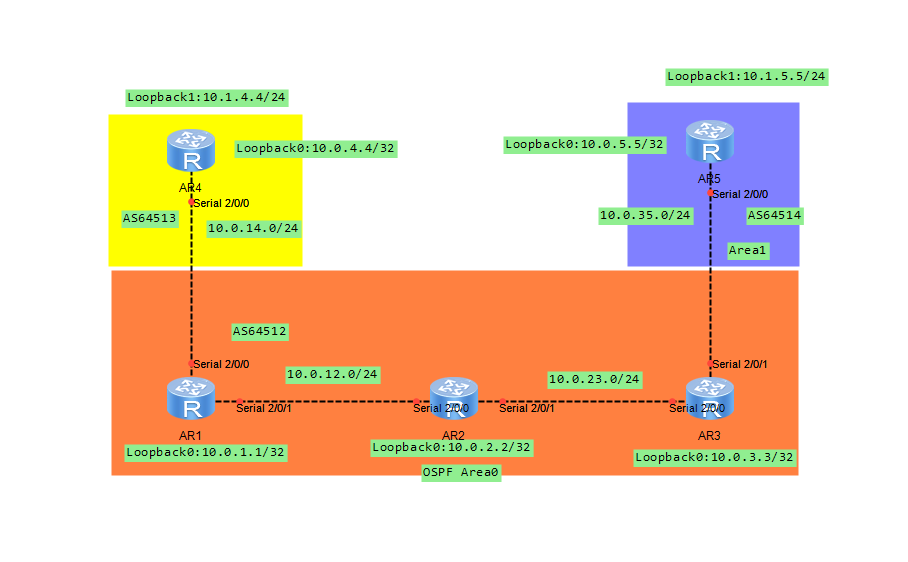 Loopback1:10.1.5.5/24
Loopback1:10.1.4.4/24
R
Loopback0:10.0.4.4/32
AR4
Serial 2/0/0
AS64513
10.0.14.0/24
Loopback0:10.0.5.5/32
R
AR5
Serial 2/0/0
10.0.35.0/24
AS64514
Area1
AS64512
Serial 2/0/0
Serial 2/0/1
10.0.12.0/24
10.0.23.0/24
R
Serial 2/0/1
Serial 2/0/0
R
Serial 2/0/1
Serial 2/0/0
R
AR1
AR2
AR3
Loopback0:10.0.1.1/32
Loopback0:10.0.2.2/32
Loopback0:10.0.3.3/32
OSPF Area0